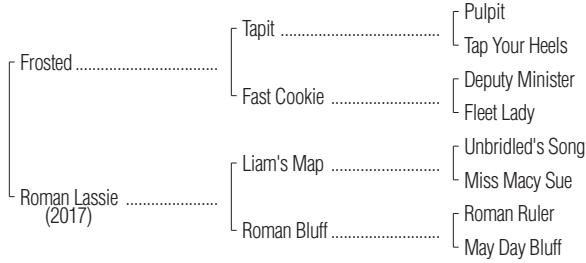 Pulpit
Tapit
Tap Your Heels
Frosted
Deputy Minister
Fast Cookie
Fleet Lady
Unbridled's Song
Liam's Map
Miss Macy Sue
Roman Lassie
(2017)
Roman Ruler
Roman Bluff
May Day Bluff